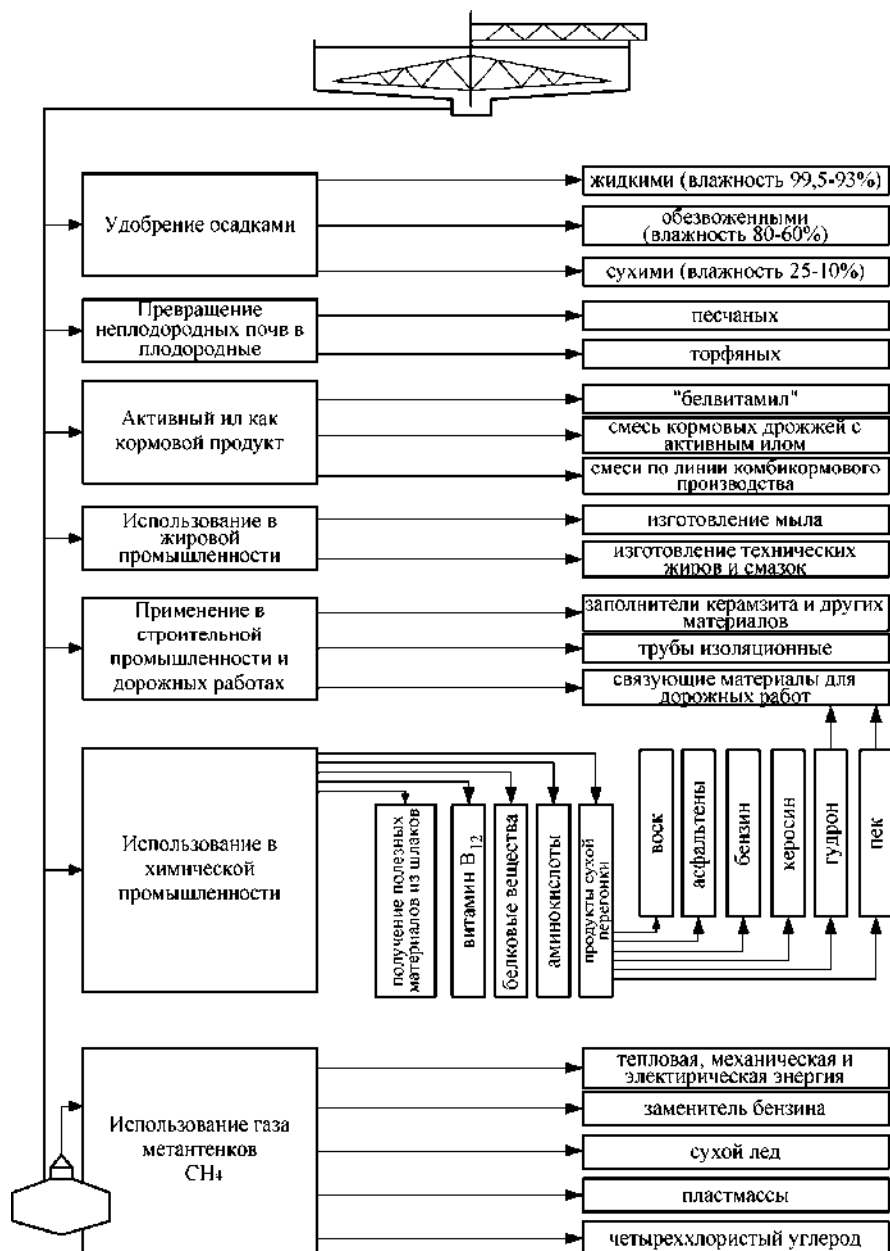 Удобрение осадками
жидкими (влажность 99,5-93%)
обезвоженными
(влажность 80-60%)
сухими (влажность 25-10%)
Превращение
неплодородных почв в
плодородные
песчаных
торфяных
Активный ил как
кормовой продукт
"белвитамил"
смесь кормовых дрожжей с
активным илом
смеси по линии комбикормового
производства
Использование в
жировой
промышленности
изготовление мыла
изготовление технических
жиров и смазок
Применение в
строительной
промышленности и
дорожных работах
заполнители керамзита и других
материалов
трубы изоляционные
связующие материалы для
дорожных работ
Использование в
химической
промышленности
получение полезных
материалов из шлаков
витамин B12
белковые вещества
аминокислоты
продукты сухой
перегонки
воск
асфальтены
бензин
керосин
гудрон
пек
Использование газа
метантенков
CH4
тепловая, механическая и
электирическая энергия
заменитель бензина
сухой лед
пластмассы
четыреххлористый углерод